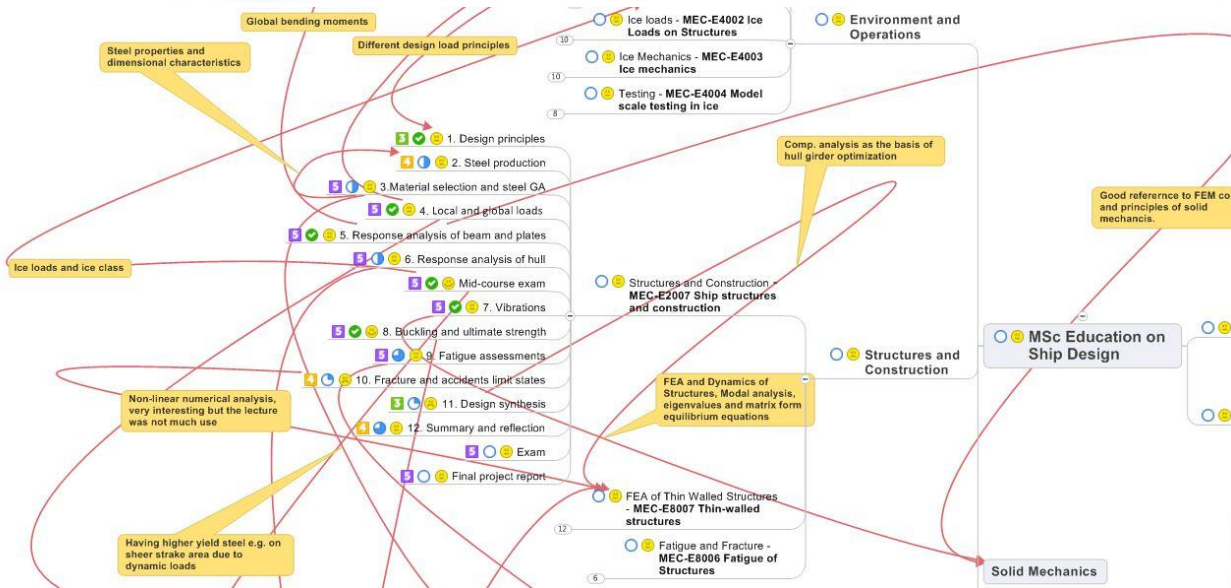 Global bending moments
Steel properties and
dimensional characteristics
Different design load principles
Ice loads - MEC-E4002 Ice
Loads on Structures
10
Ice Mechanics - MEC-E4003
Ice mechanics
10
Testing - MEC-E4004 Model
scale testing in ice
8
Environment and
Operations
3 1. Design principles
4 2. Steel production
5 3.Material selection and steel GA
5 4. Local and global loads
5 5. Response analysis of beam and plates
5 6. Response analysis of hull
5 Mid-course exam
5 7. Vibrations
5 8. Buckling and ultimate strength
5 9. Fatigue assessments
4 10. Fracture and accidents limit states
3 11. Design synthesis
4 12. Summary and reflection
5 Exam
5 Final project report
Ice loads and ice class
Comp. analysis as the basis of
hull girder optimization
Good referernce to FEM co
and principles of solid
mechancis.
Structures and Construction -
MEC-E2007 Ship structures
and construction
MSc Education on
Ship Design
Structures and
Construction
FEA and Dynamics of
Structures, Modal analysis,
eigenvalues and matrix form
equilibrium equations
Non-linear numerical analysis,
very interesting but the lecture
was not much use
FEA of Thin Walled Structures
- MEC-E8007 Thin-walled
structures
12
Fatigue and Fracture -
MEC-E8006 Fatigue of
Structures
6
Having higher yield steel e.g. on
sheer strake area due to
dynamic loads
Solid Mechanics